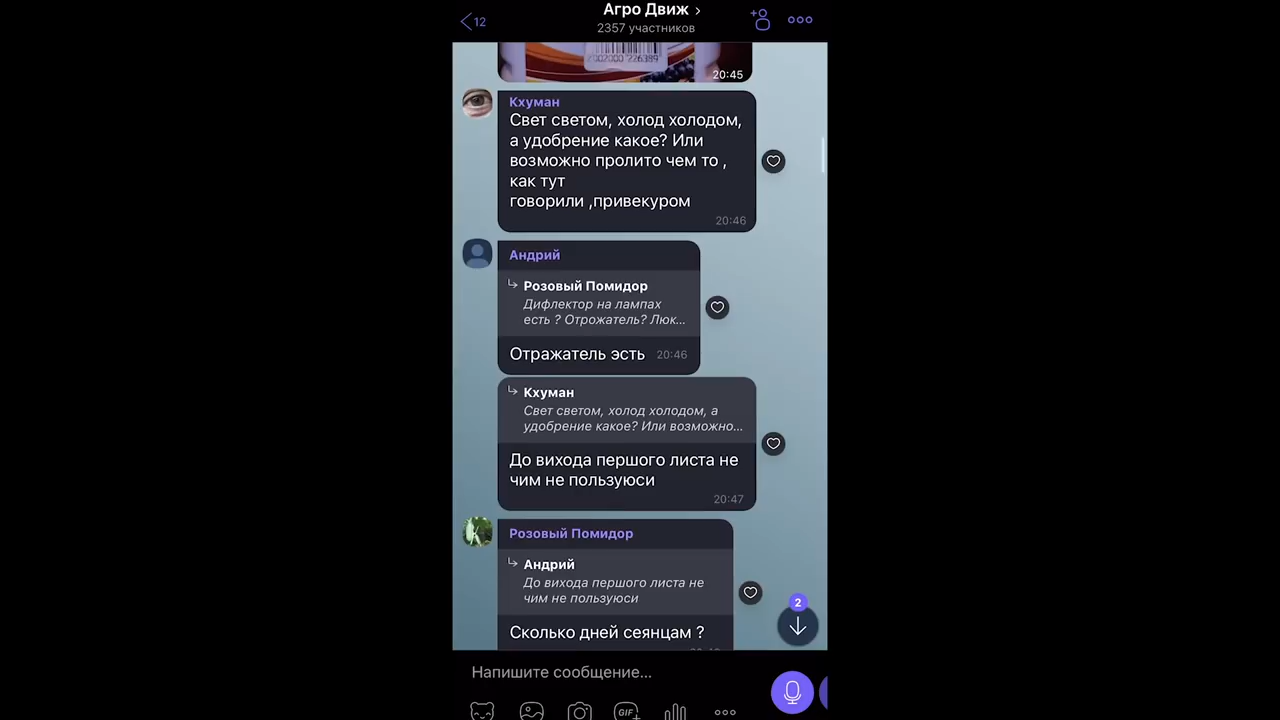 12
Агро Движ
2357 участников
2002000 226389
20:45
Кхуман
Свет светом, холод холодом,
а удобрение какое? Или
возможно пролито чем то ,
как тут
говорили ,привекуром
20:46
Андрий
Розовый Помидор
Дифлектор на лампах
есть ? Отрожатель? Люк...
Отражатель эсть 20:46
Кхуман
Свет светом, холод холодом, а
удобрение какое? Или возможно...
До вихода першого листа не
чим не пользуюси
20:47
Розовый Помидор
Андрий
До вихода першого листа не
чим не пользуюси
2
Сколько дней сеянцам ?
Напишите сообщение...
GIF